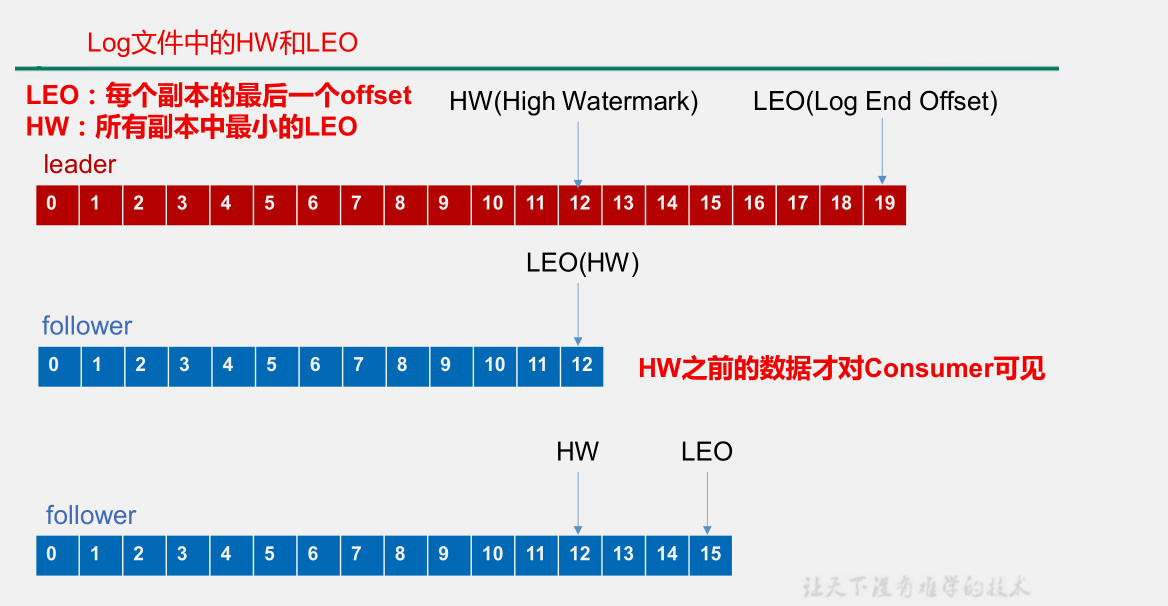 Log文件中的HW和LEO
LEO：每个副本的最后一个offset
HW：所有副本中最小的LEO
HW(High Watermark)
LEO(Log End Offset)
leader
0 1 2 3 4 5 6 7 8 9 10 11 12 13 14 15 16 17 18 19
LEO(HW)
follower
0 1 2 3 4 5 6 7 8 9 10 11 12
HW之前的数据才对Consumer可见
HW
LEO
follower
0 1 2 3 4 5 6 7 8 9 10 11 12 13 14 15
让天下没有难学的技术